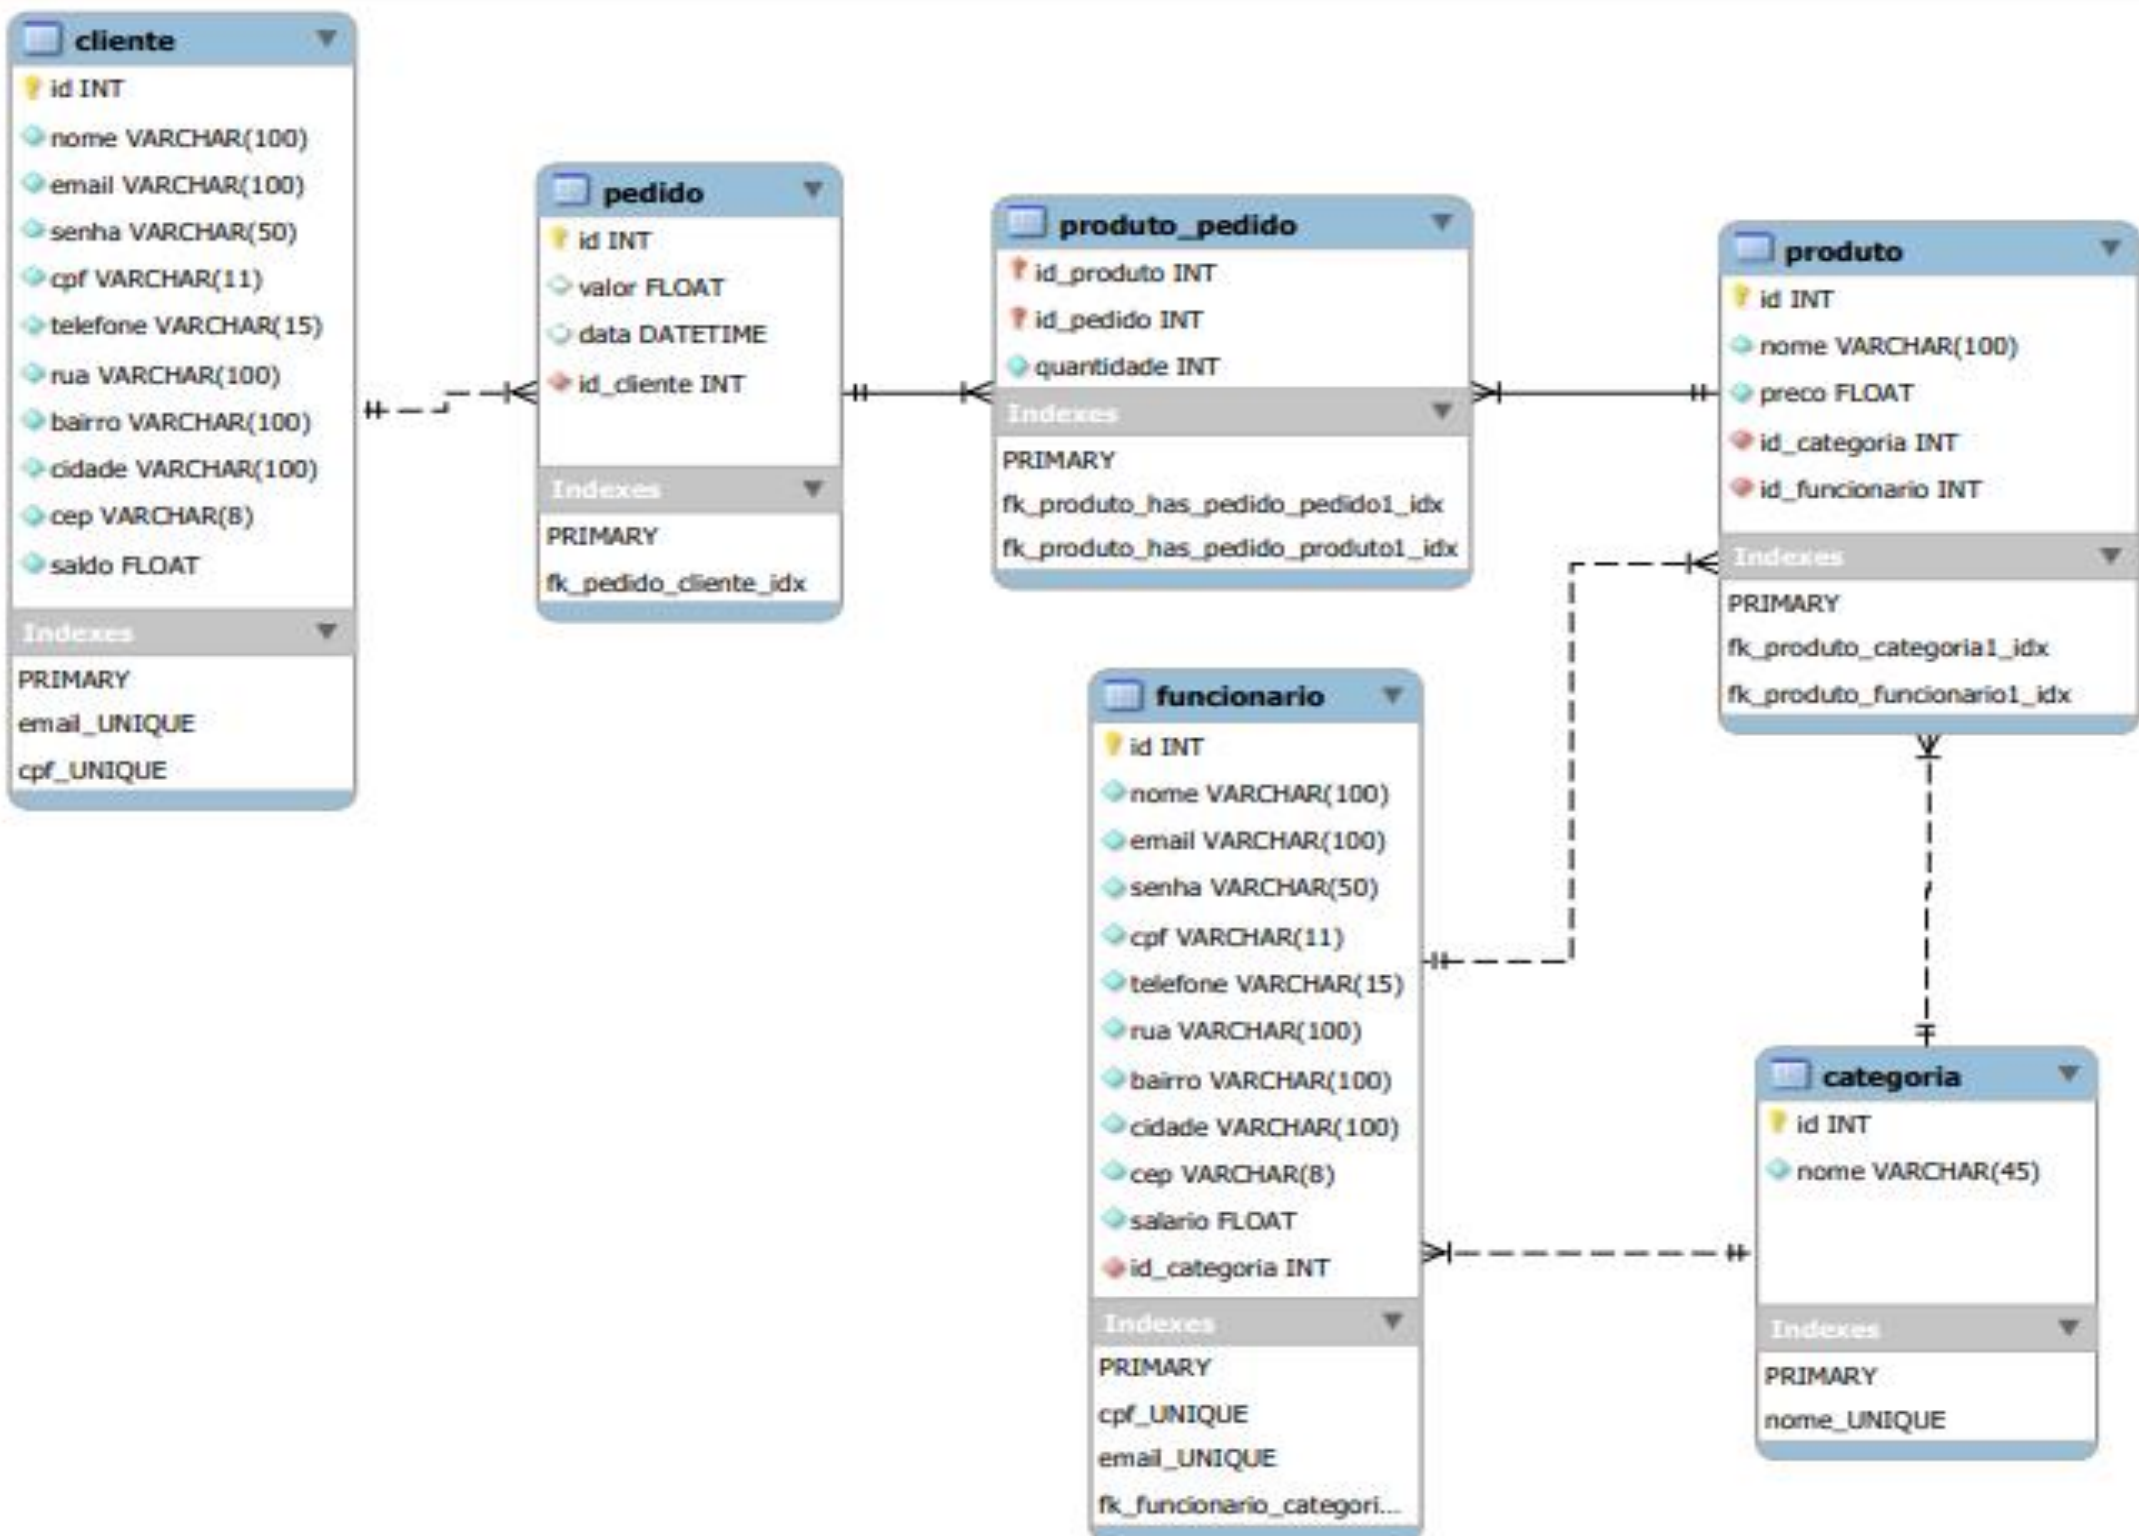 cliente
id INT
nome VARCHAR(100)
email VARCHAR(100)
senha VARCHAR(50)
cpf VARCHAR(11)
telefone VARCHAR(15)
rua VARCHAR(100)
bairro VARCHAR(100)
cidade VARCHAR(100)
cep VARCHAR(8)
saldo FLOAT
Indexes
PRIMARY
email_UNIQUE
cpf_UNIQUE
pedido
id INT
valor FLOAT
data DATETIME
id_cliente INT
Indexes
PRIMARY
fk_pedido_cliente_idx
produto_pedido
id_produto INT
id_pedido INT
quantidade INT
Indexes
PRIMARY
fk_produto_has_pedido_pedido1_idx
fk_produto_has_pedido_produto1_idx
produto
id INT
nome VARCHAR(100)
preco FLOAT
id_categoria INT
id_funcionario INT
Indexes
PRIMARY
fk_produto_categoria1_idx
fk_produto_funcionario1_idx
funcionario
id INT
nome VARCHAR(100)
email VARCHAR(100)
senha VARCHAR(50)
cpf VARCHAR(11)
telefone VARCHAR(15)
rua VARCHAR(100)
bairro VARCHAR(100)
cidade VARCHAR(100)
cep VARCHAR(8)
salario FLOAT
id_categoria INT
Indexes
PRIMARY
cpf_UNIQUE
email_UNIQUE
fk_funcionario_categori...
categoria
id INT
nome VARCHAR(45)
Indexes
PRIMARY
nome_UNIQUE